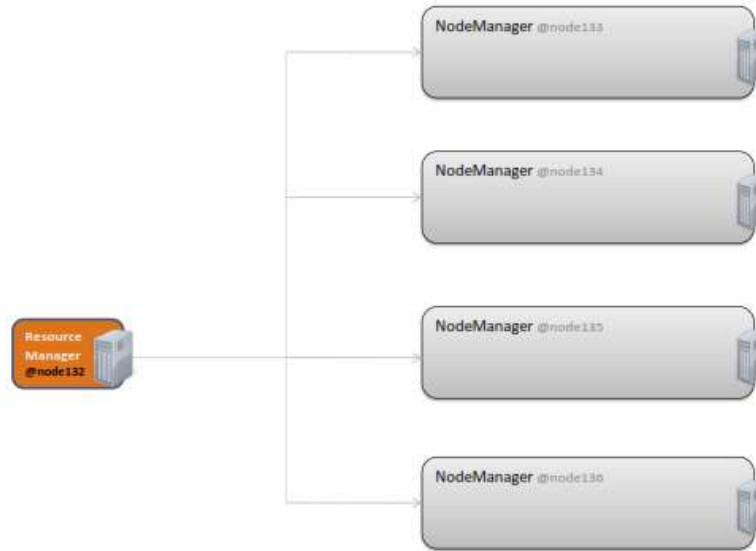 NodeManager @node133
NodeManager @node134
Resource
Manager
@node132
NodeManager @node135
NodeManager @node136